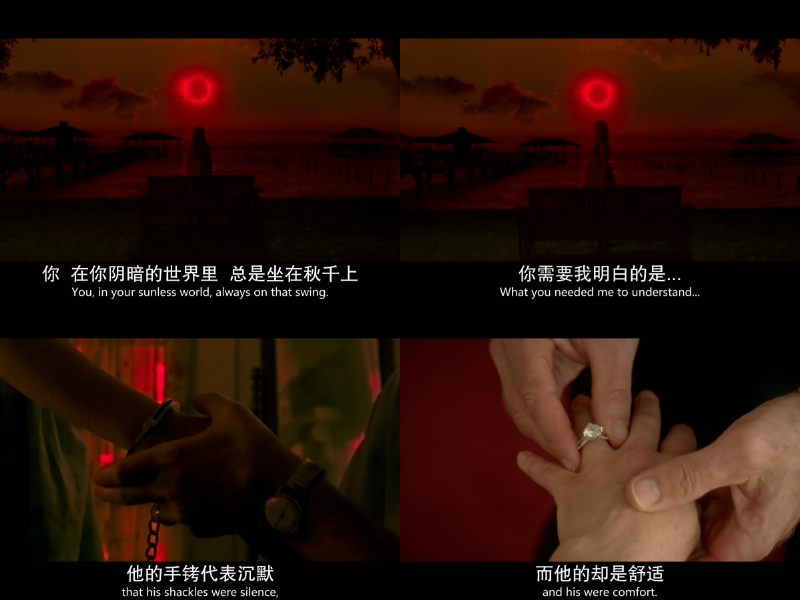 你 在你阴暗的世界里 总是坐在秋千上
You, in your sunless world, always on that swing.
你需要我明白的是...
What you needed me to understand...
他的手铐代表沉默
that his shackles were silence,
而他的却是舒适
and his were comfort.